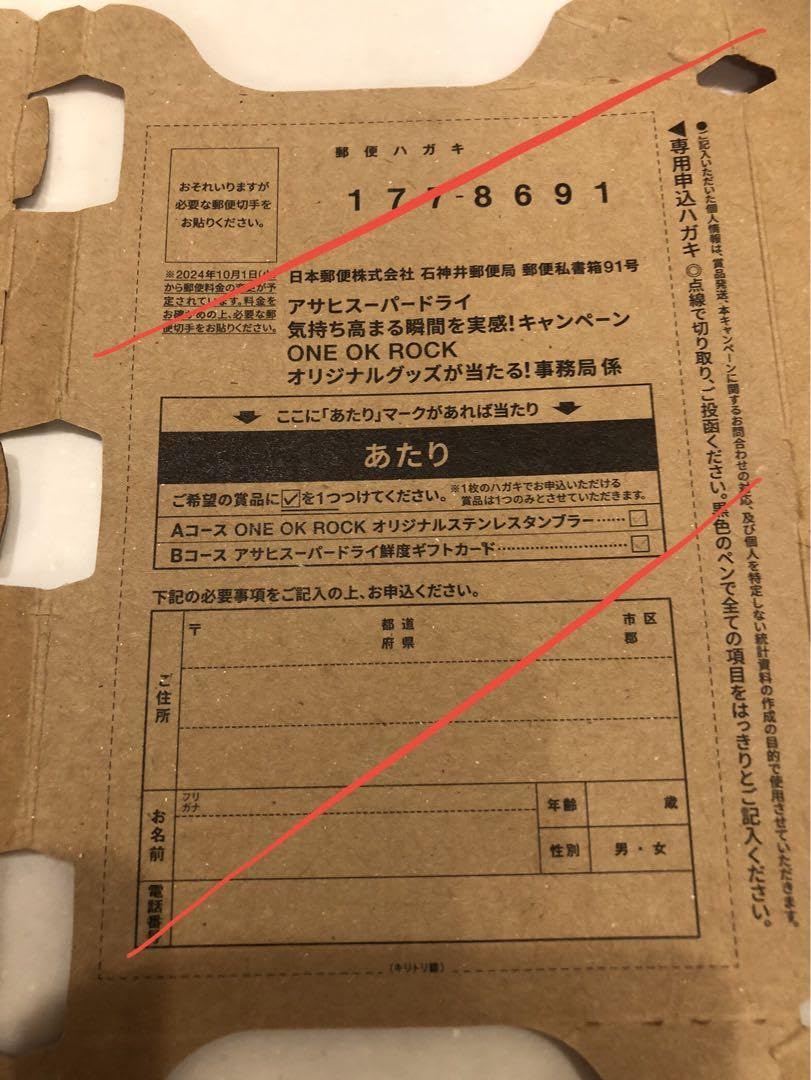 郵便ハガキ
おそれいりますが
必要な郵便切手を
お貼りください。
177-8691
※2024年10月1日(火)
から郵便料金の変更が予
定されています。料金を
お確かめの上、必要な郵
便切手をお貼りください。
日本郵便株式会社 石神井郵便局 郵便私書箱91号
アサヒスーパードライ
気持ち高まる瞬間を実感!キャンペーン
ONE OK ROCK
オリジナルグッズが当たる!事務局 係
ここに「あたり」マークがあれば当たり
あたり
ご希望の賞品に☑を1つつけてください。
※1枚のハガキでお申込いただける
賞品は1つのみとさせていただきます。
Aコース ONE OK ROCK オリジナルステンレスタンブラー……
Bコース アサヒスーパードライ鮮度ギフトカード……………………
下記の必要事項をご記入の上、お申込ください。
ご住所
〒 都道府県 市区郡
お名前
フリガナ
年齢 歳
性別 男・女
電話番号
(キリトリ線)
●ご記入いただいた個人情報は、賞品発送、本キャンペーンに関するお問合わせの対応、及び個人を特定しない統計資料の作成の目的で使用させていただきます。
◀専用申込ハガキ ◎点線で切り取り、ご投函ください。黒色のペンで全ての項目をはっきりとご記入ください。